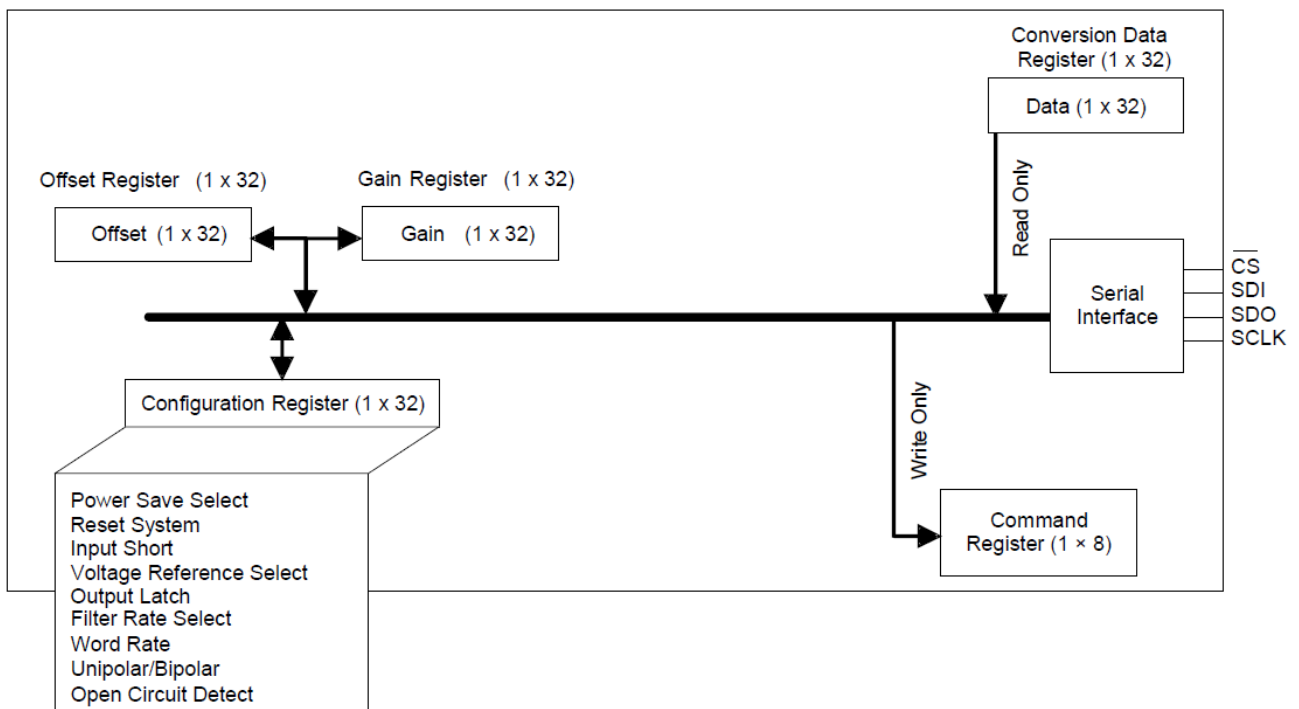 Conversion Data
Register (1 x 32)
Data (1 x 32)
Read Only
Offset Register (1 x 32)
Gain Register (1 x 32)
Offset (1 x 32)
Gain (1 x 32)
Serial
Interface
C̅S̅
SDI
SDO
SCLK
Configuration Register (1 x 32)
Write Only
Command
Register (1 × 8)
Power Save Select
Reset System
Input Short
Voltage Reference Select
Output Latch
Filter Rate Select
Word Rate
Unipolar/Bipolar
Open Circuit Detect